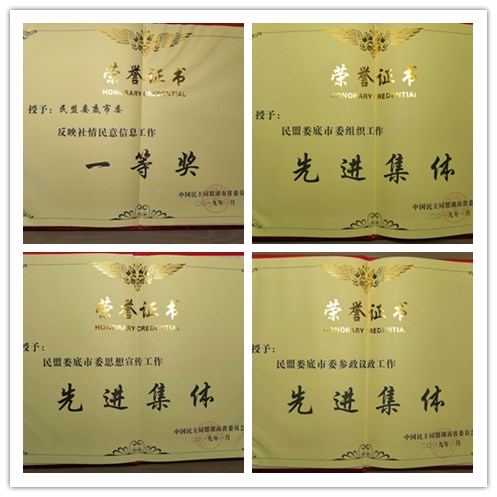 荣誉证书
HONORARY CREDENTIAL
授予：民盟娄底市委
反映社情民意信息工作
一等奖
中国民主同盟湖南省委员
二〇一九年一月
荣誉证书
HONORARY CREDENTIAL
授予：
民盟娄底市委组织工作
先进集体
中国民主同盟湖南省委员
二〇一九年一月
荣誉证书
HONORARY CREDENTIAL
授予：
民盟娄底市委思想宣传工作
先进集体
中国民主同盟湖南省委员会
二〇一九年一月
荣誉证书
HONORARY CREDENTIAL
授予：
民盟娄底市委参政议政工作
先进集体
中国民主同盟湖南省委员会
二〇一九年一月